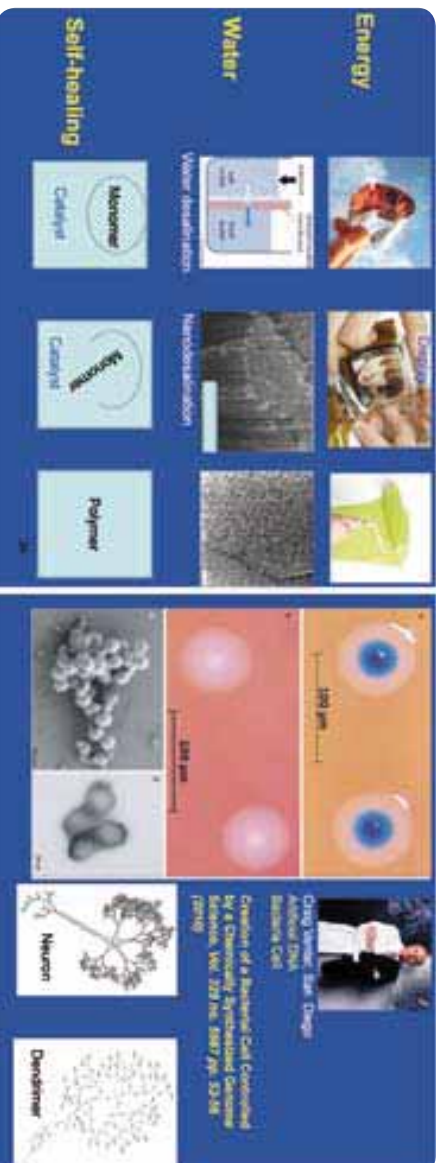 Energy
Water
Water desalination
Nanodesalination
Self-healing
Monomer
Catalyst
Monomer
Catalyst
Polymer
100 µm
Craig Venter, San Diego
Artificial DNA
Bacteria Cell
Creation of a Bacterial Cell Controlled
by a Chemically Synthesized Genome
Science, Vol. 329 no. 5987 pp. 52-56
(2010)
Neuron
Dendrimer